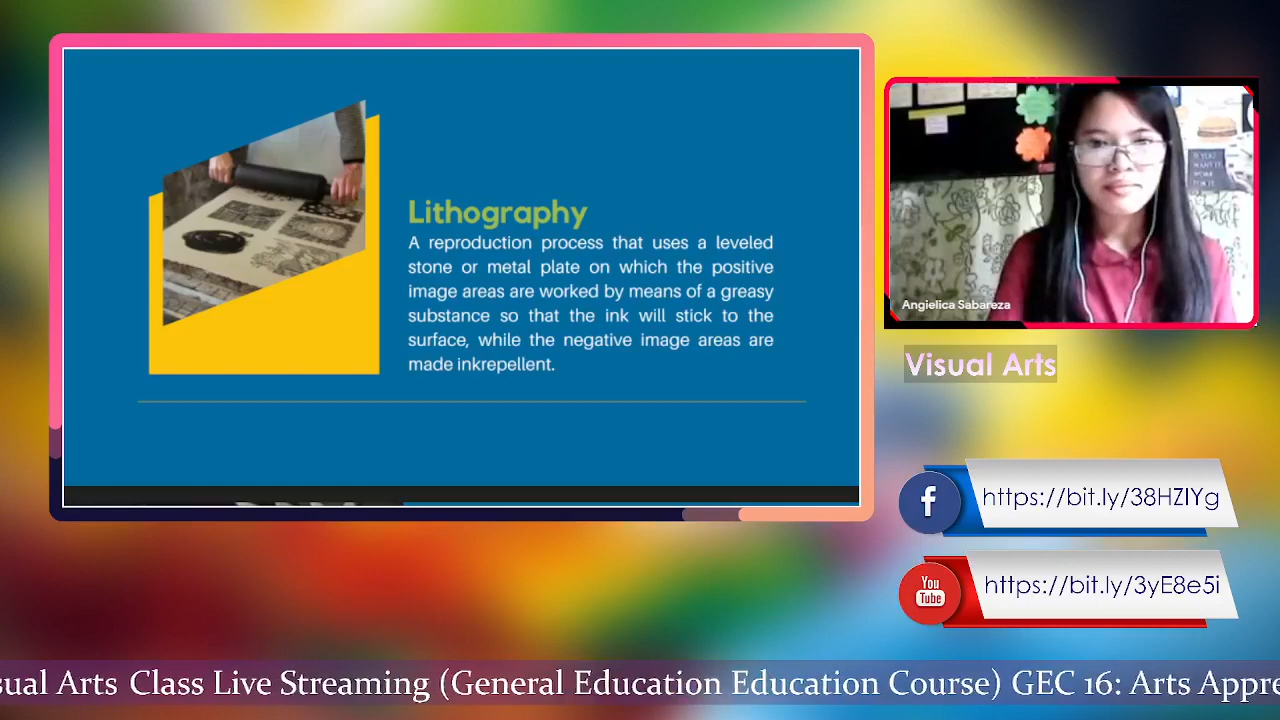 Lithography
A reproduction process that uses a leveled
stone or metal plate on which the positive
image areas are worked by means of a greasy
substance so that the ink will stick to the
surface, while the negative image areas are
made inkrepellent.
Angielica Sabareza
Visual Arts
f
https://bit.ly/38HZIYg
You
Tube
https://bit.ly/3yE8e5i
sual Arts Class Live Streaming (General Education Education Course) GEC 16: Arts Appre